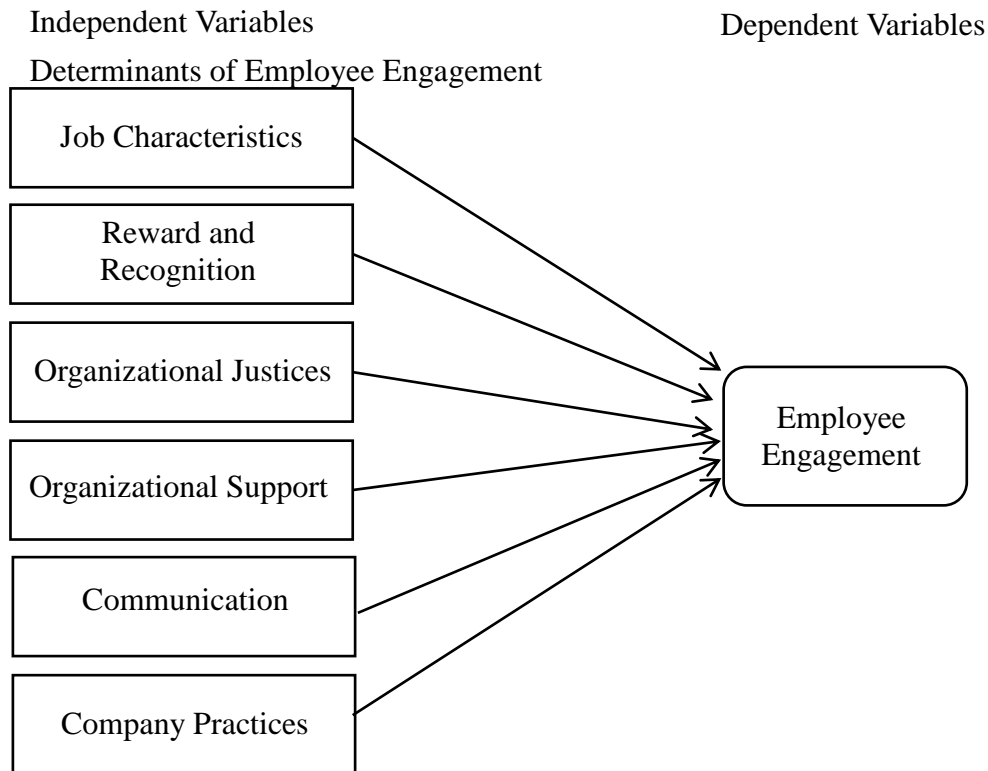 Independent Variables
Dependent Variables
Determinants of Employee Engagement
Job Characteristics
Reward and
Recognition
Organizational Justices
Organizational Support
Communication
Company Practices
Employee
Engagement